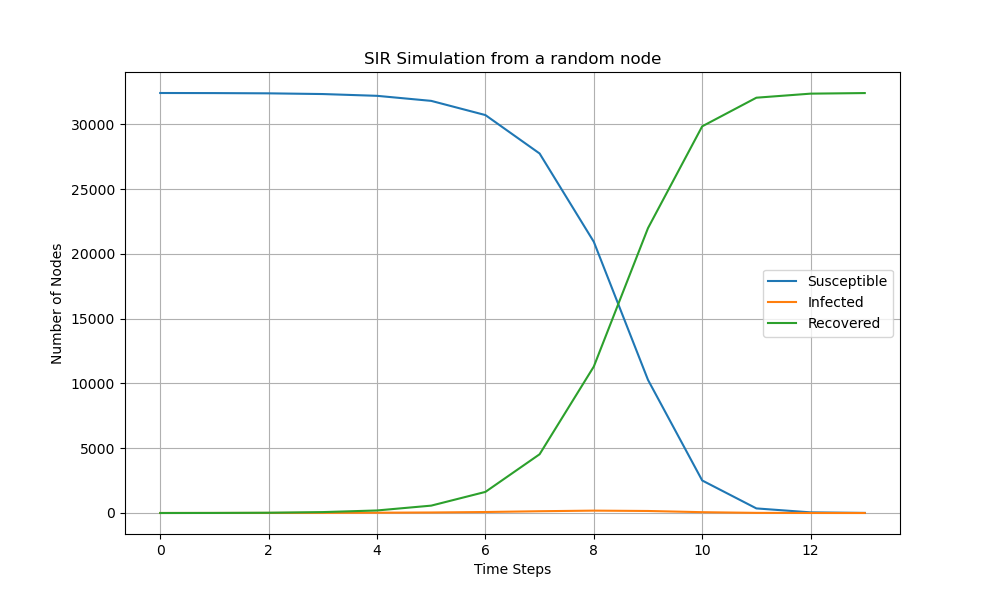 SIR Simulation from a random node
Number of Nodes
30000
25000
20000
15000
10000
5000
0
Susceptible
Infected
Recovered
0 2 4 6 8 10 12
Time Steps